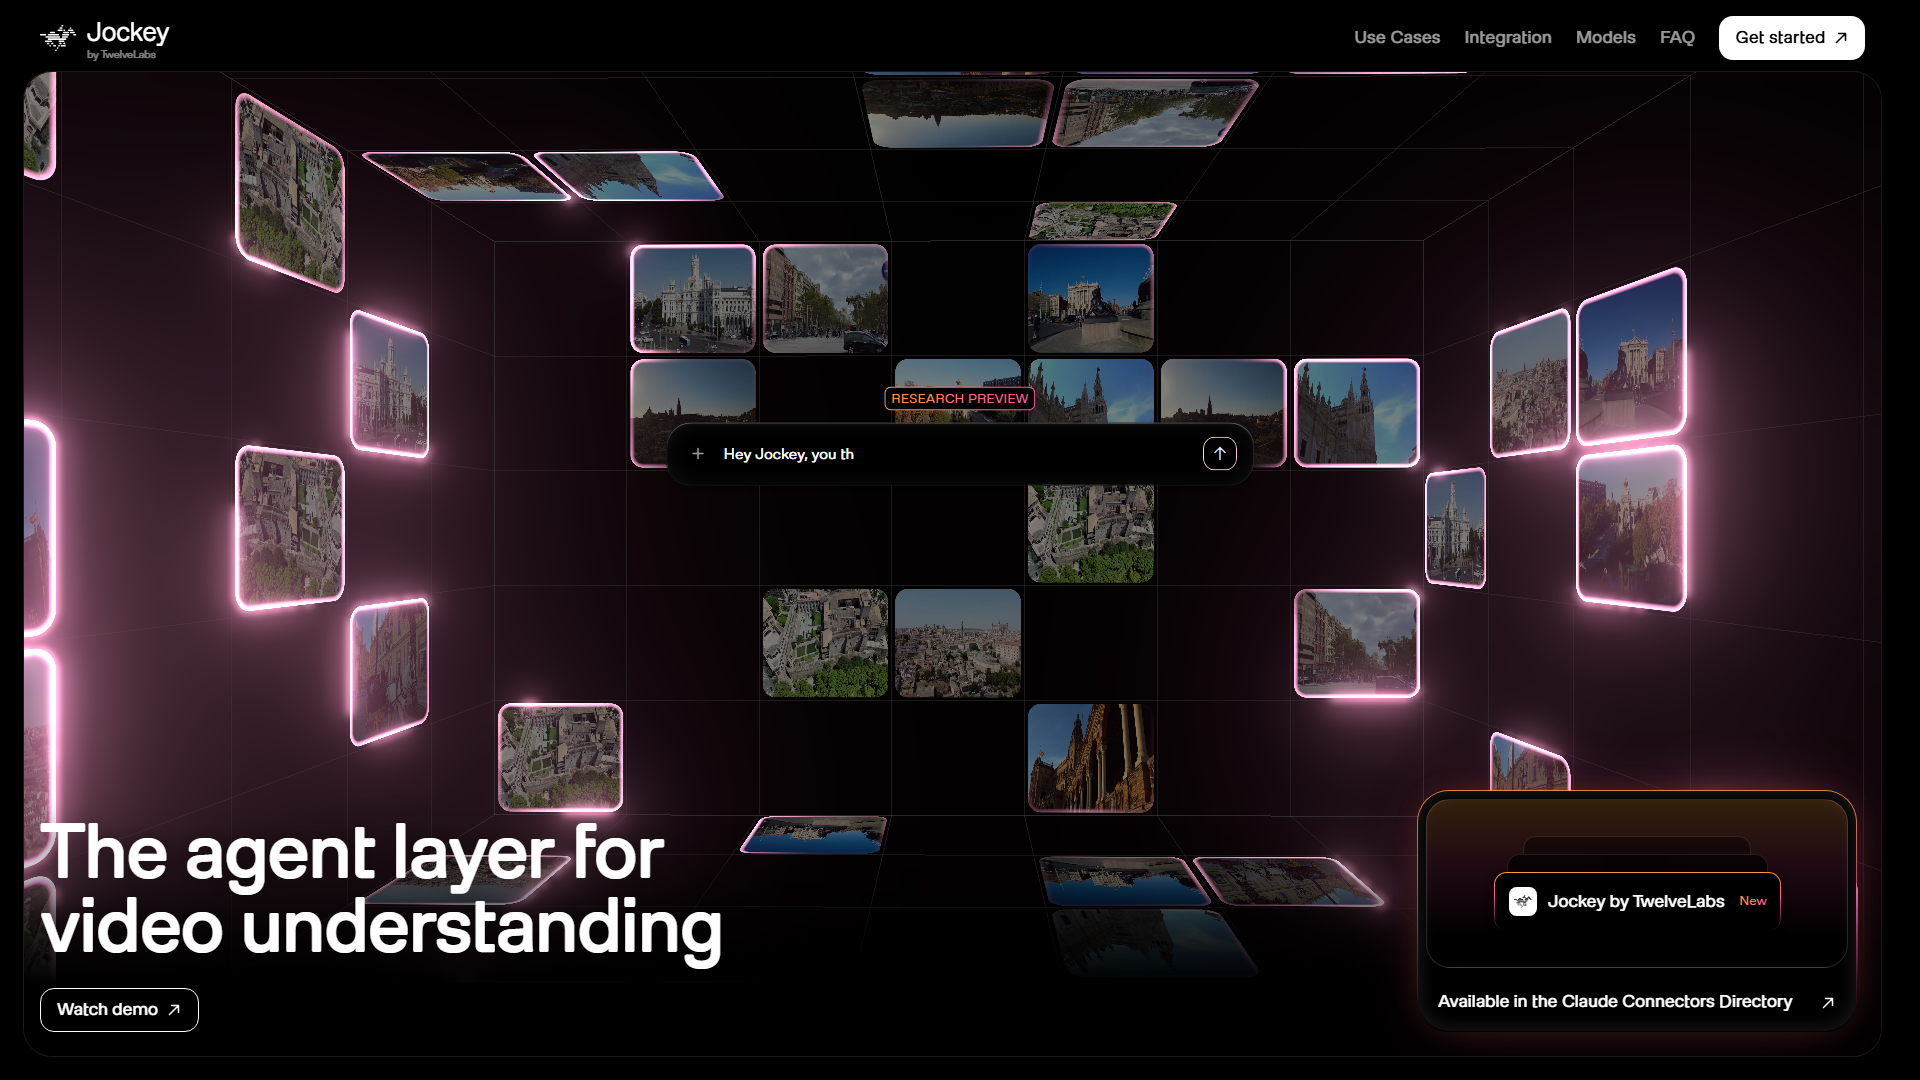 Jockey
by TwelveLabs
Use Cases
Integration
Models
FAQ
Get started
RESEARCH PREVIEW
Hey Jockey, you th
The agent layer for
video understanding
Watch demo
Jockey by TwelveLabs New
Available in the Claude Connectors Directory